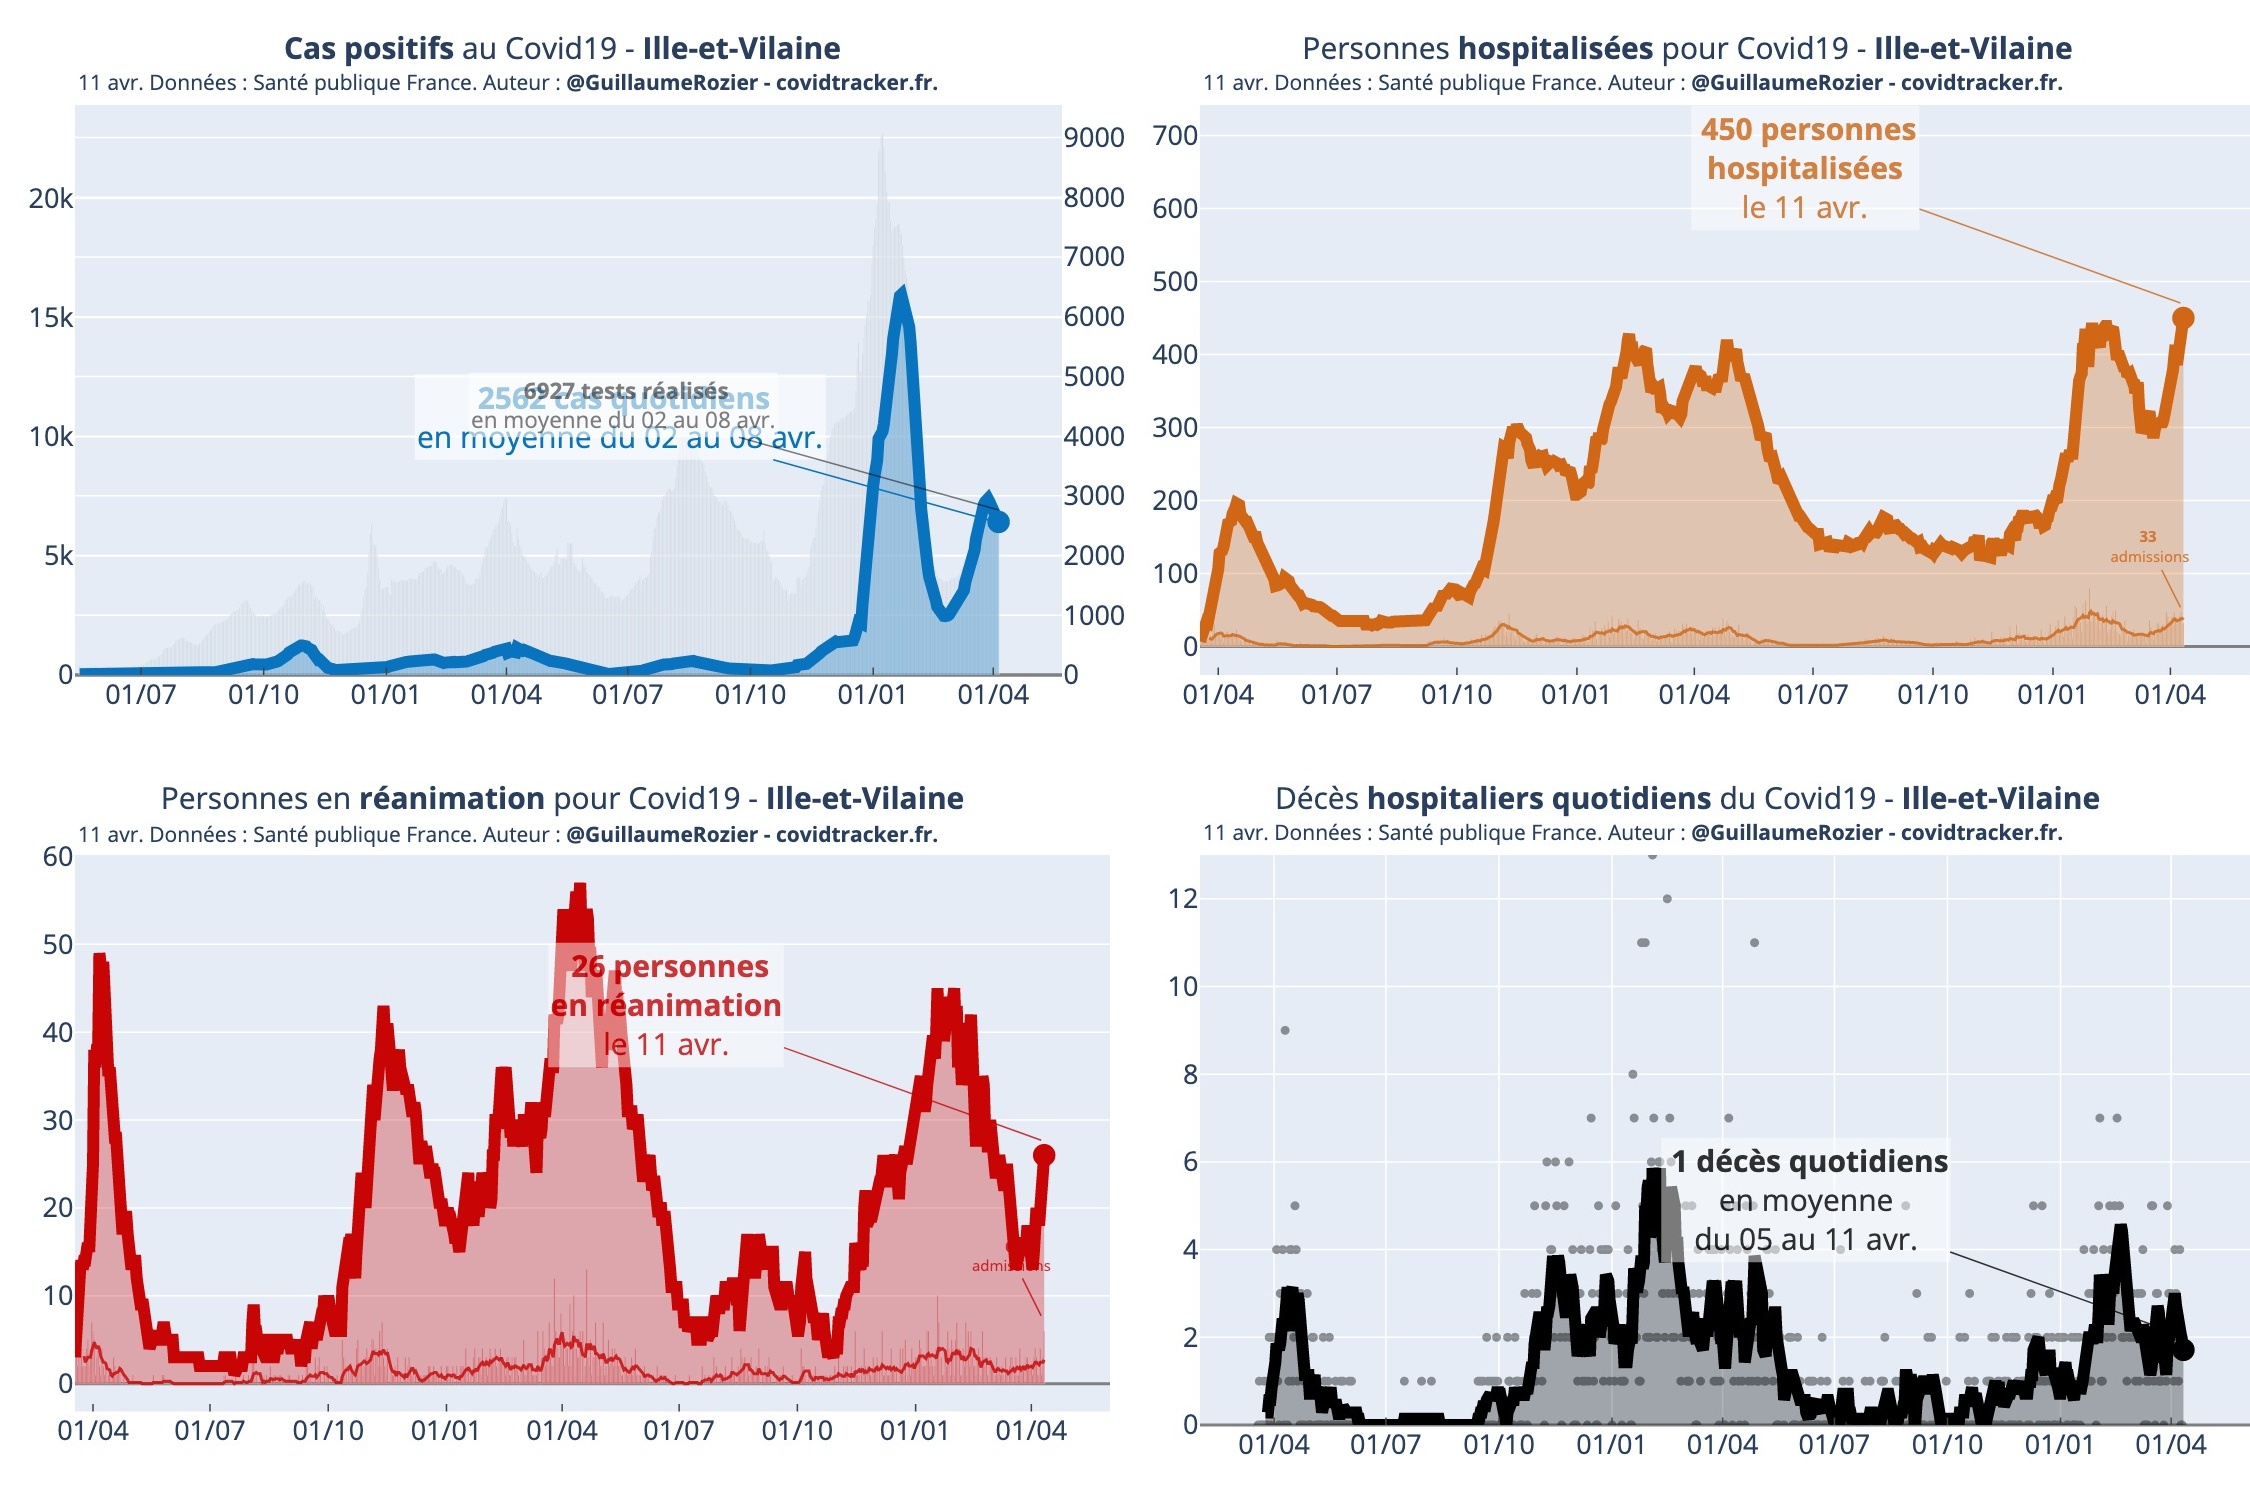 Cas positifs au Covid19 - Ille-et-Vilaine
11 avr. Données : Santé publique France. Auteur : @GuillaumeRozier - covidtracker.fr.
20k
15k
10k
5k
0
9000
8000
7000
6000
5000
4000
3000
2000
1000
0
6927 tests réalisés
2562 cas quotidiens
en moyenne du 02 au 08 avr.
en moyenne du 02 au 08 avr.
01/07 01/10 01/01 01/04 01/07 01/10 01/01 01/04
Personnes hospitalisées pour Covid19 - Ille-et-Vilaine
11 avr. Données : Santé publique France. Auteur : @GuillaumeRozier - covidtracker.fr.
700
600
500
400
300
200
100
0
450 personnes
hospitalisées
le 11 avr.
33
admissions
01/04 01/07 01/10 01/01 01/04 01/07 01/10 01/01 01/04
Personnes en réanimation pour Covid19 - Ille-et-Vilaine
11 avr. Données : Santé publique France. Auteur : @GuillaumeRozier - covidtracker.fr.
60
50
40
30
20
10
0
26 personnes
en réanimation
le 11 avr.
admissions
01/04 01/07 01/10 01/01 01/04 01/07 01/10 01/01 01/04
Décès hospitaliers quotidiens du Covid19 - Ille-et-Vilaine
11 avr. Données : Santé publique France. Auteur : @GuillaumeRozier - covidtracker.fr.
12
10
8
6
4
2
0
1 décès quotidiens
en moyenne
du 05 au 11 avr.
01/04 01/07 01/10 01/01 01/04 01/07 01/10 01/01 01/04